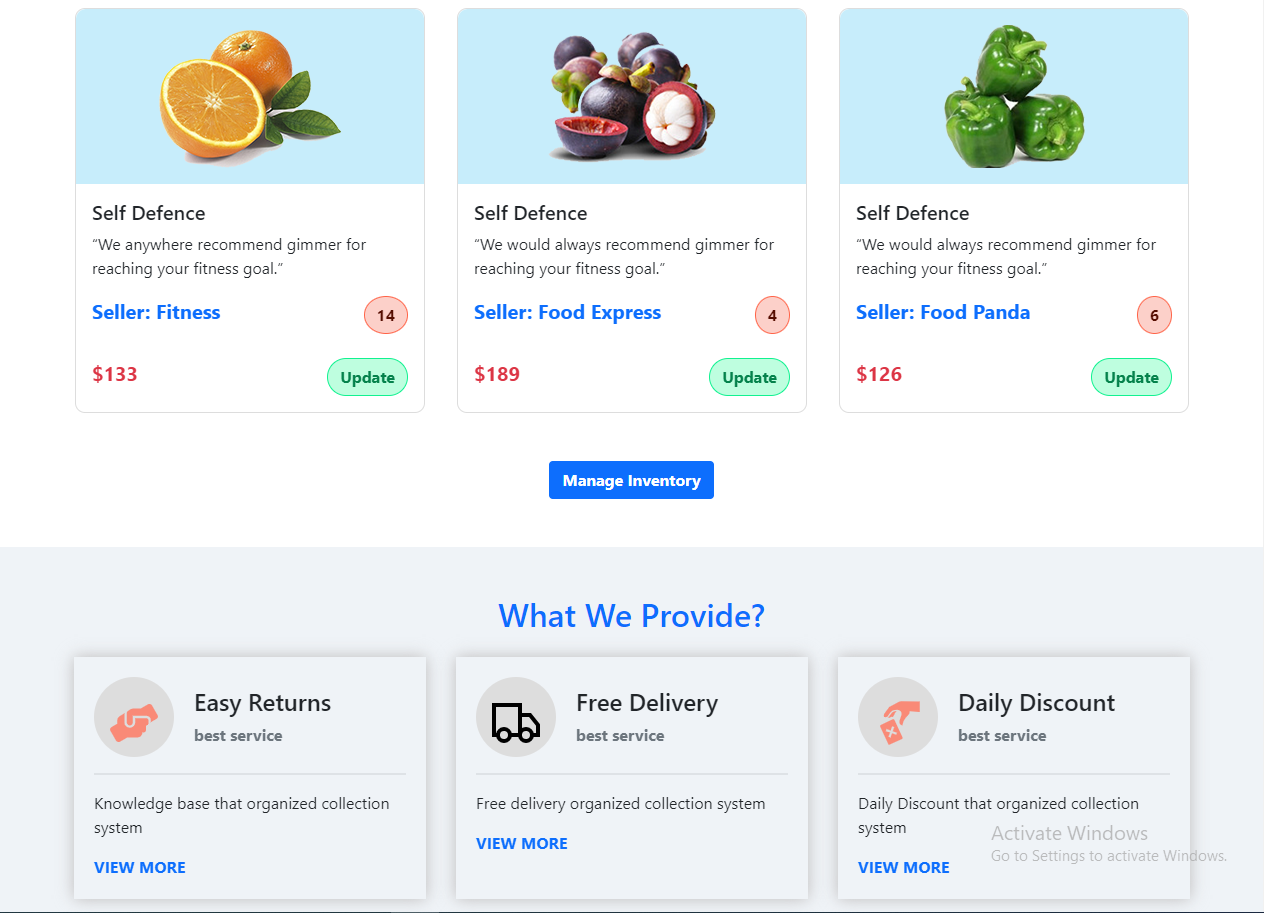 Self Defence
“We anywhere recommend gimmer for
reaching your fitness goal.”
Seller: Fitness
14
$133
Update
Self Defence
“We would always recommend gimmer for
reaching your fitness goal.”
Seller: Food Express
4
$189
Update
Self Defence
“We would always recommend gimmer for
reaching your fitness goal.”
Seller: Food Panda
6
$126
Update
Manage Inventory
What We Provide?
Easy Returns
best service
Knowledge base that organized collection
system
VIEW MORE
Free Delivery
best service
Free delivery organized collection system
VIEW MORE
Daily Discount
best service
Daily Discount that organized collection
system
VIEW MORE
Activate Windows
Go to Settings to activate Windows.